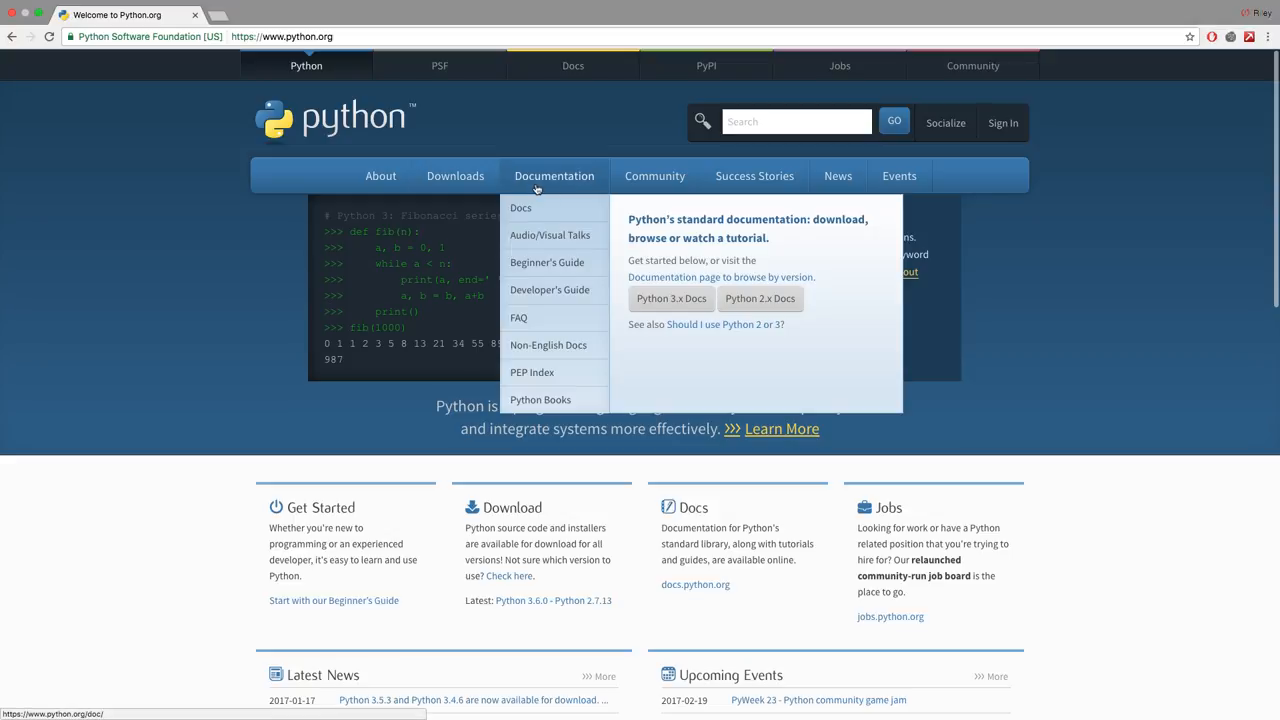 Welcome to Python.org
Riley
Python Software Foundation [US]
https://www.python.org
Python
PSF
Docs
PyPI
Jobs
Community
python™
Search
GO
Socialize
Sign In
About
Downloads
Documentation
Community
Success Stories
News
Events
# Python 3: Fibonacci series
>>> def fib(n):
>>>     a, b = 0, 1
>>>     while a < n:
>>>         print(a, end='
>>>         a, b = b, a+b
>>>     print()
>>> fib(1000)
0 1 1 2 3 5 8 13 21 34 55 89
987
Docs
Audio/Visual Talks
Beginner's Guide
Developer's Guide
FAQ
Non-English Docs
PEP Index
Python Books
Python's standard documentation: download,
browse or watch a tutorial.
Get started below, or visit the
Documentation page to browse by version.
Python 3.x Docs
Python 2.x Docs
See also Should I use Python 2 or 3?
ns.
yword
out
Python is
and integrate systems more effectively. >>> Learn More
Get Started
Whether you're new to
programming or an experienced
developer, it's easy to learn and use
Python.
Start with our Beginner's Guide
Download
Python source code and installers
are available for download for all
versions! Not sure which version to
use? Check here.
Latest: Python 3.6.0 - Python 2.7.13
Docs
Documentation for Python's
standard library, along with tutorials
and guides, are available online.
docs.python.org
Jobs
Looking for work or have a Python
related position that you're trying to
hire for? Our relaunched
community-run job board is the
place to go.
jobs.python.org
Latest News
>>> More
2017-01-17 Python 3.5.3 and Python 3.4.6 are now available for download. ...
Upcoming Events
>>> More
2017-02-19 PyWeek 23 - Python community game jam
https://www.python.org/doc/